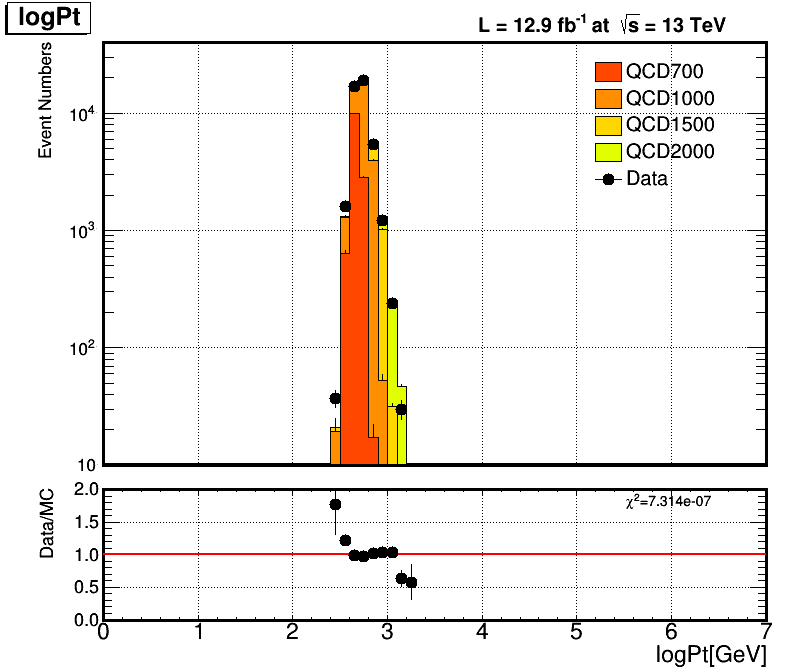 logPt
L = 12.9 fb⁻¹ at √s = 13 TeV
Event Numbers
10⁴
10³
10²
10
QCD700
QCD1000
QCD1500
QCD2000
Data
Data/MC
2.0
1.5
1.0
0.5
0.0
χ²=7.314e-07
0 1 2 3 4 5 6 7
logPt[GeV]